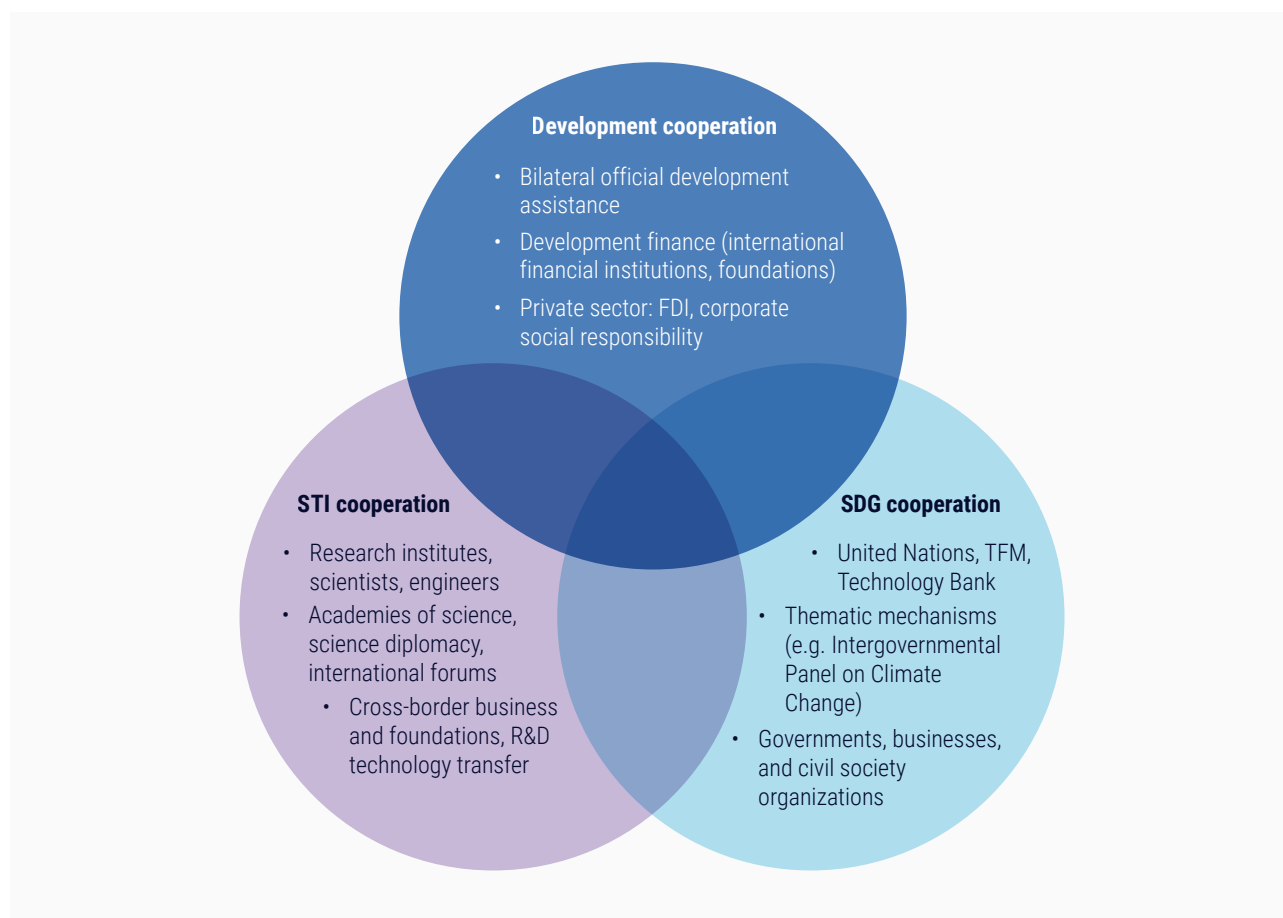 Development cooperation
• Bilateral official development
assistance
• Development finance (international
financial institutions, foundations)
• Private sector: FDI, corporate
social responsibility
STI cooperation
• Research institutes,
scientists, engineers
• Academies of science,
science diplomacy,
international forums
• Cross-border business
and foundations, R&D
technology transfer
SDG cooperation
• United Nations, TFM,
Technology Bank
• Thematic mechanisms
(e.g. Intergovernmental
Panel on Climate
Change)
• Governments, businesses,
and civil society
organizations